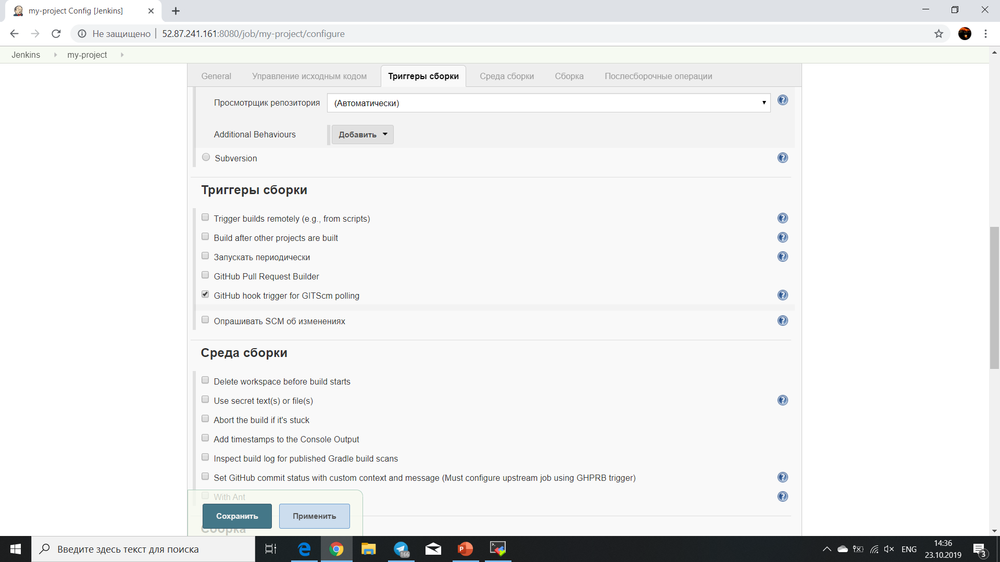 my-project Config [Jenkins]
Не защищено | 52.87.241.161:8080/job/my-project/configure
Jenkins my-project
General Управление исходным кодом Триггеры сборки Среда сборки Сборка Послесборочные операции
Просмотрщик репозитория (Автоматически)
Additional Behaviours Добавить
Subversion
Триггеры сборки
Trigger builds remotely (e.g., from scripts)
Build after other projects are built
Запускать периодически
GitHub Pull Request Builder
GitHub hook trigger for GITScm polling
Опрашивать SCM об изменениях
Среда сборки
Delete workspace before build starts
Use secret text(s) or file(s)
Abort the build if it's stuck
Add timestamps to the Console Output
Inspect build log for published Gradle build scans
Set GitHub commit status with custom context and message (Must configure upstream job using GHPRB trigger)
With Ant
Сохранить Применить
Сборка
Введите здесь текст для поиска
166
ENG
14:36
23.10.2019
3